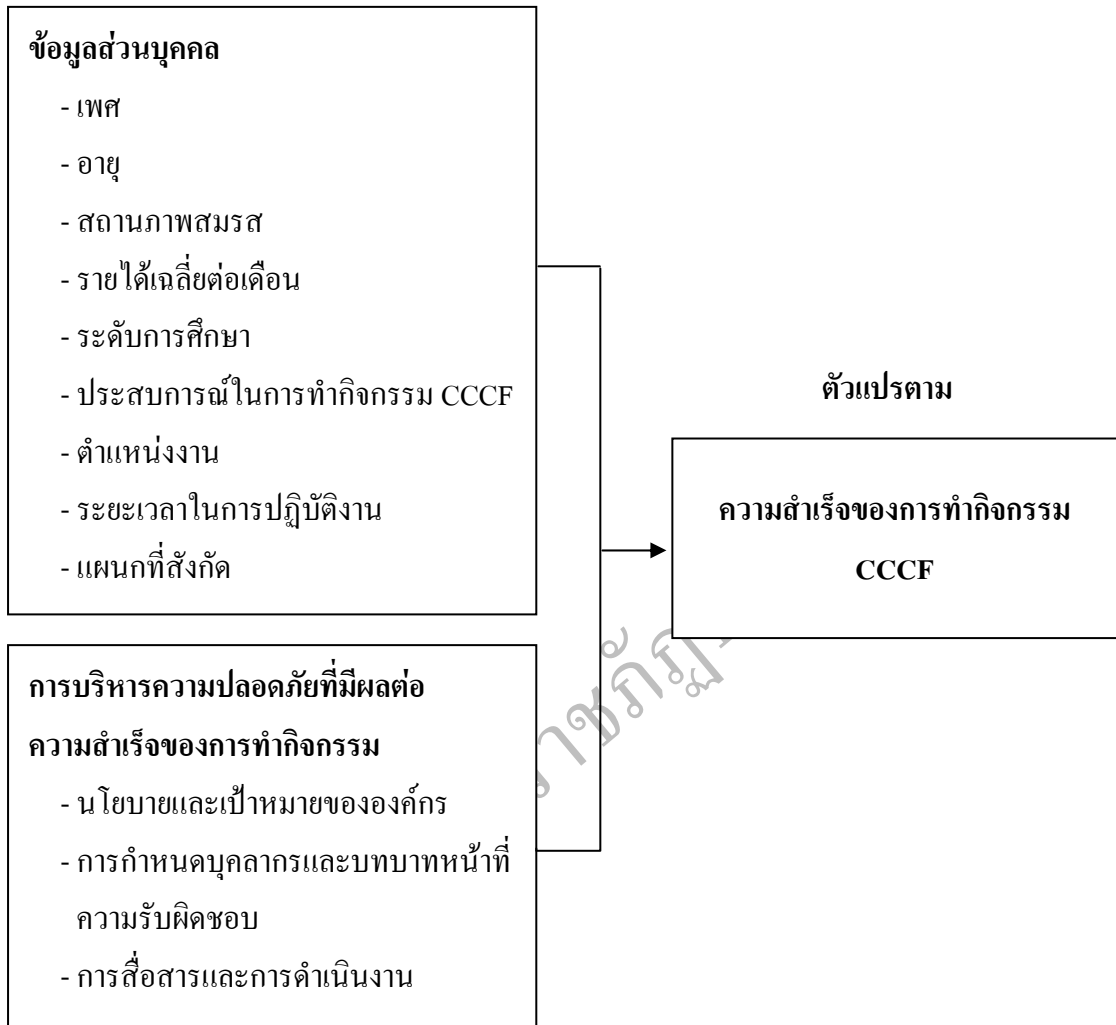 ข้อมูลส่วนบุคคล
- เพศ
- อายุ
- สถานภาพสมรส
- รายได้เฉลี่ยต่อเดือน
- ระดับการศึกษา
- ประสบการณ์ในการทำกิจกรรม CCCF
- ตำแหน่งงาน
- ระยะเวลาในการปฏิบัติงาน
- แผนกที่สังกัด
การบริหารความปลอดภัยที่มีผลต่อ
ความสำเร็จของการทำกิจกรรม
- นโยบายและเป้าหมายขององค์กร
- การกำหนดบุคลากรและบทบาทหน้าที่
ความรับผิดชอบ
- การสื่อสารและการดำเนินงาน
ตัวแปรตาม
ความสำเร็จของการทำกิจกรรม
CCCF
ราชภัฏ